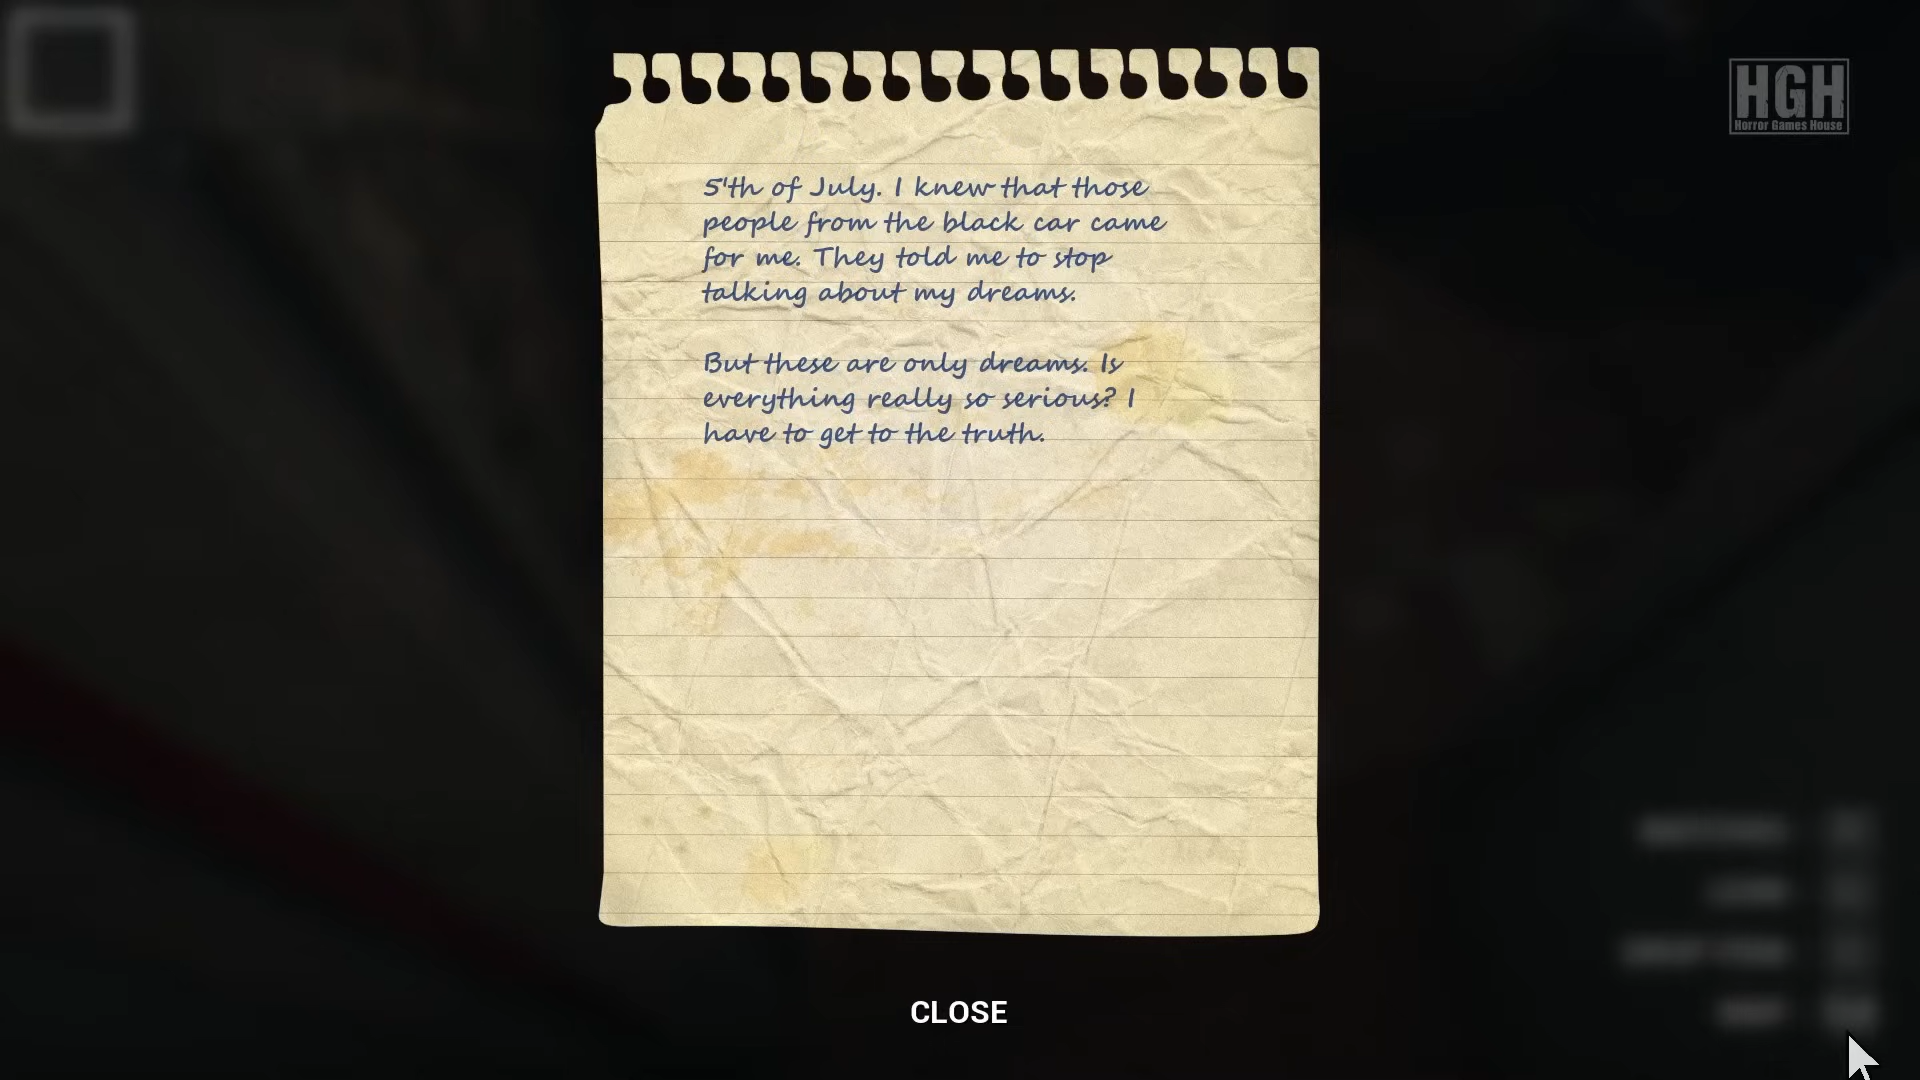 HGH
Horror Games House
5'th of July. I knew that those
people from the black car came
for me. They told me to stop
talking about my dreams.
But these are only dreams. Is
everything really so serious? I
have to get to the truth.
CLOSE